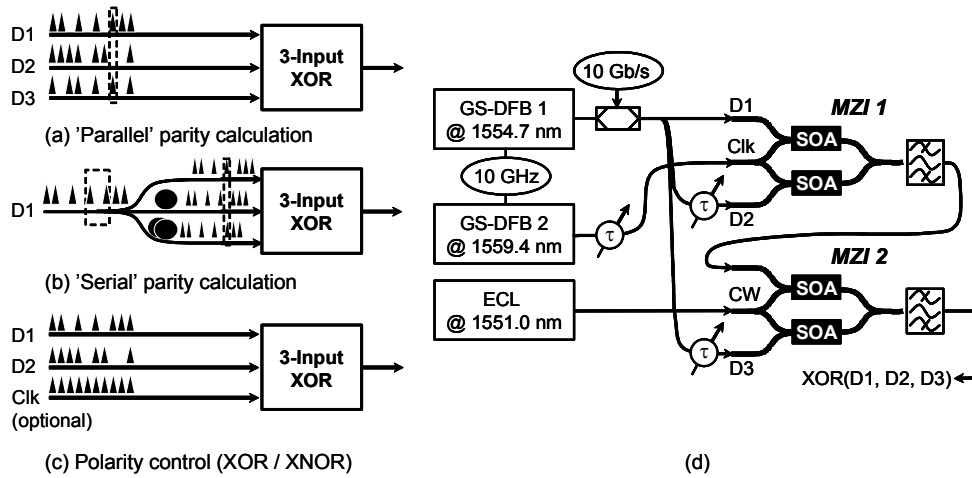 D1
D2
D3
3-Input
XOR
(a) 'Parallel' parity calculation
D1
3-Input
XOR
(b) 'Serial' parity calculation
D1
D2
Clk
(optional)
3-Input
XOR
(c) Polarity control (XOR / XNOR)
10 Gb/s
GS-DFB 1
@ 1554.7 nm
10 GHz
GS-DFB 2
@ 1559.4 nm
τ
ECL
@ 1551.0 nm
D1
MZI 1
Clk
SOA
SOA
τ
D2
MZI 2
SOA
CW
SOA
τ
D3
XOR(D1, D2, D3)
(d)